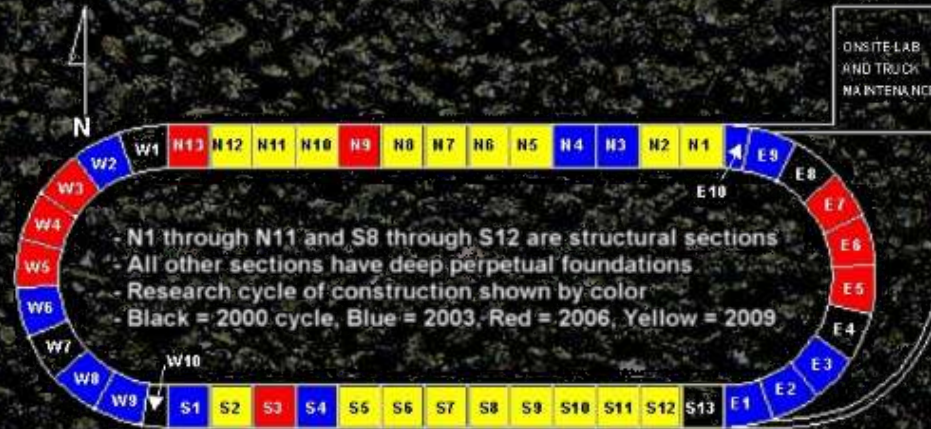 ONSITE LAB
AND TRUCK
MAINTENANCE
N
W1 N13 N12 N11 N10 N9 N8 N7 N6 N5 N4 N3 N2 N1
W2
E9
E8
E10
W3
E7
W4
- N1 through N11 and S8 through S12 are structural sections
E6
- All other sections have deep perpetual foundations
W5
- Research cycle of construction shown by color
E5
W6
- Black = 2000 cycle, Blue = 2003, Red = 2006, Yellow = 2009
E4
W7
W10
E3
W8
E2
W9 S1 S2 S3 S4 S5 S6 S7 S8 S9 S10 S11 S12 S13 E1